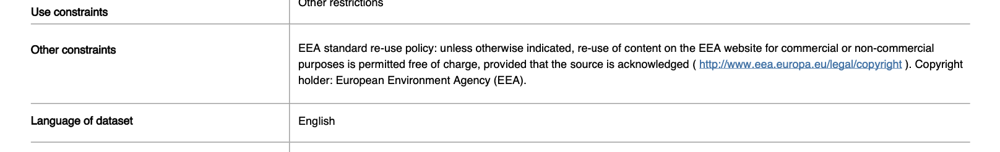 Use constraints
Other restrictions
Other constraints
EEA standard re-use policy: unless otherwise indicated, re-use of content on the EEA website for commercial or non-commercial
purposes is permitted free of charge, provided that the source is acknowledged ( http://www.eea.europa.eu/legal/copyright ). Copyright
holder: European Environment Agency (EEA).
Language of dataset
English